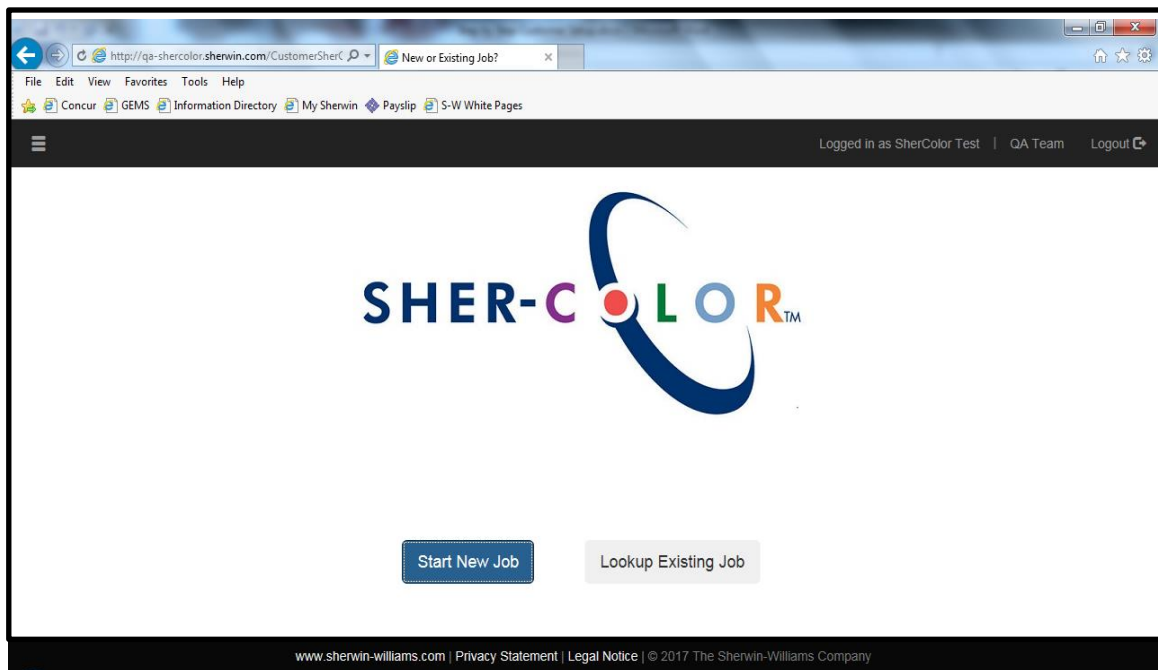 http://qa-shercolor.sherwin.com/CustomerSherC
New or Existing Job?
File Edit View Favorites Tools Help
Concur GEMS Information Directory My Sherwin Payslip S-W White Pages
Logged in as SherColor Test | QA Team Logout
SHER-COLOR™
Start New Job Lookup Existing Job
www.sherwin-williams.com | Privacy Statement | Legal Notice | © 2017 The Sherwin-Williams Company